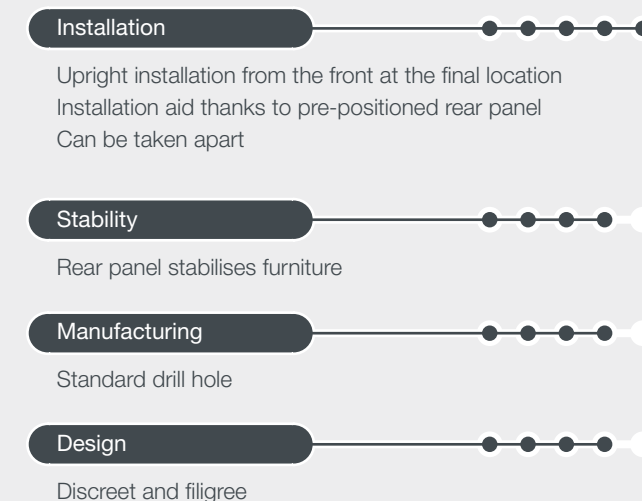 Installation
Upright installation from the front at the final location
Installation aid thanks to pre-positioned rear panel
Can be taken apart
Stability
Rear panel stabilises furniture
Manufacturing
Standard drill hole
Design
Discreet and filigree